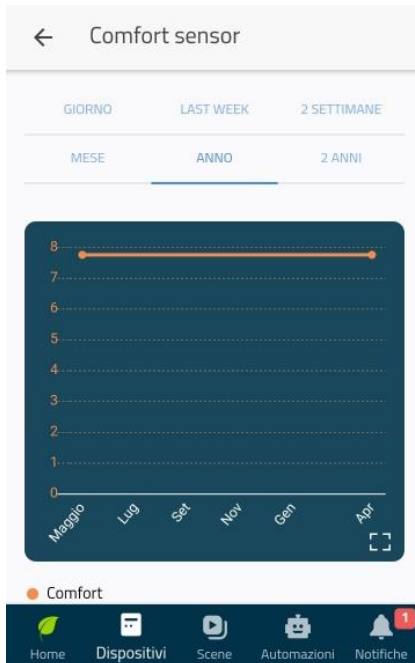 Comfort sensor
GIORNO LAST WEEK 2 SETTIMANE
MESE ANNO 2 ANNI
8
7
6
5
4
3
2
1
0
Maggio Lug Set Nov Gen Apr
Comfort
1
Home Dispositivi Scene Automazioni Notifiche